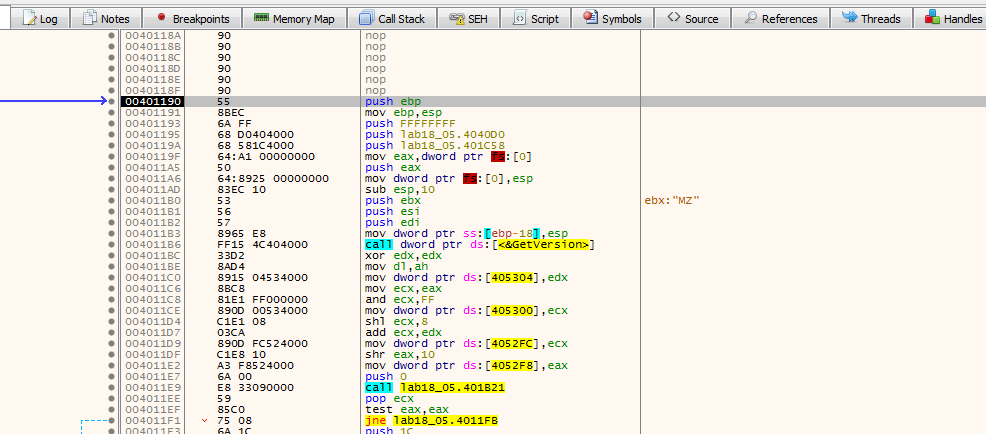 Log Notes Breakpoints Memory Map Call Stack SEH Script Symbols Source References Threads Handles
0040118A 90 nop
0040118B 90 nop
0040118C 90 nop
0040118D 90 nop
0040118E 90 nop
0040118F 90 nop
00401190 55 push ebp
00401191 8BEC mov ebp,esp
00401193 6A FF push FFFFFFFF
00401195 68 D0404000 push lab18_05.4040D0
0040119A 68 581C4000 push lab18_05.401C58
0040119F 64:A1 00000000 mov eax,dword ptr fs:[0]
004011A5 50 push eax
004011A6 64:8925 00000000 mov dword ptr fs:[0],esp
004011AD 83EC 10 sub esp,10
004011B0 53 push ebx ebx:"MZ"
004011B1 56 push esi
004011B2 57 push edi
004011B3 8965 E8 mov dword ptr ss:[ebp-18],esp
004011B6 FF15 4C404000 call dword ptr ds:[<&GetVersion>]
004011BC 33D2 xor edx,edx
004011BE 8AD4 mov dl,ah
004011C0 8915 04534000 mov dword ptr ds:[405304],edx
004011C6 8BC8 mov ecx,eax
004011C8 81E1 FF000000 and ecx,FF
004011CE 890D 00534000 mov dword ptr ds:[405300],ecx
004011D4 C1E1 08 shl ecx,8
004011D7 03CA add ecx,edx
004011D9 890D FC524000 mov dword ptr ds:[4052FC],ecx
004011DF C1E8 10 shr eax,10
004011E2 A3 F8524000 mov dword ptr ds:[4052F8],eax
004011E7 6A 00 push 0
004011E9 E8 33090000 call lab18_05.401B21
004011EE 59 pop ecx
004011EF 85C0 test eax,eax
004011F1 75 08 jne lab18_05.4011FB
004011F3 6A 1C push 1C